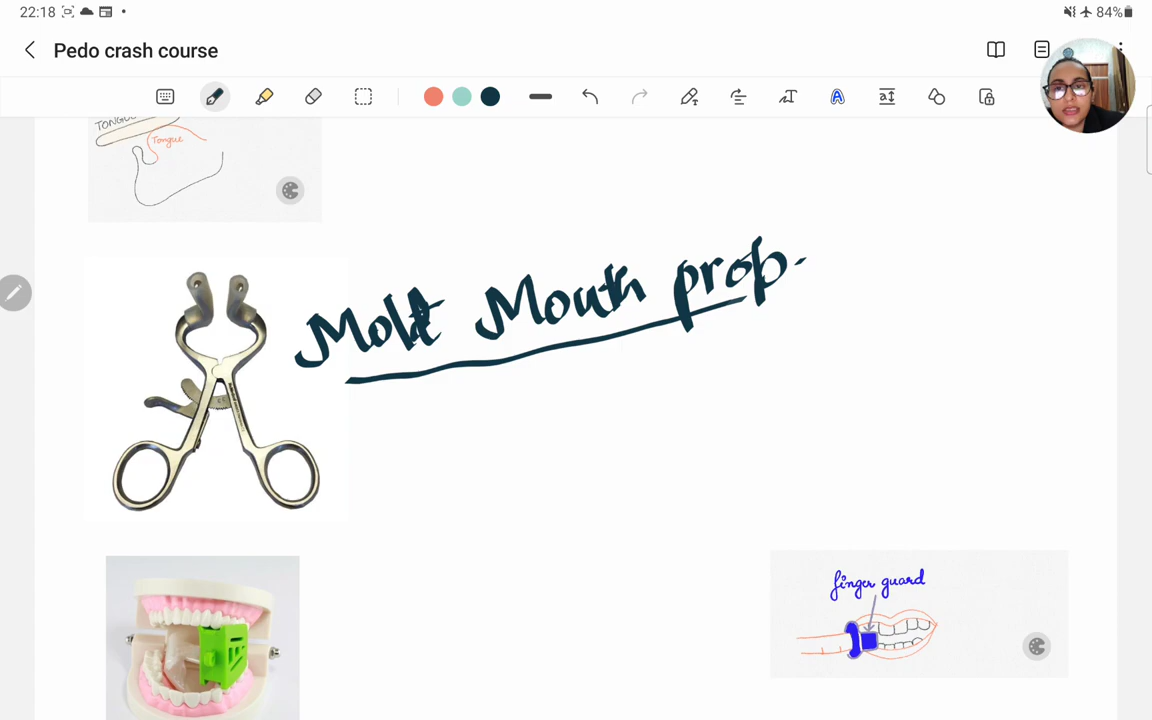 22:18
84%
Pedo crash course
TONGUE
Tongue
Molt Mouth prop.
finger guard